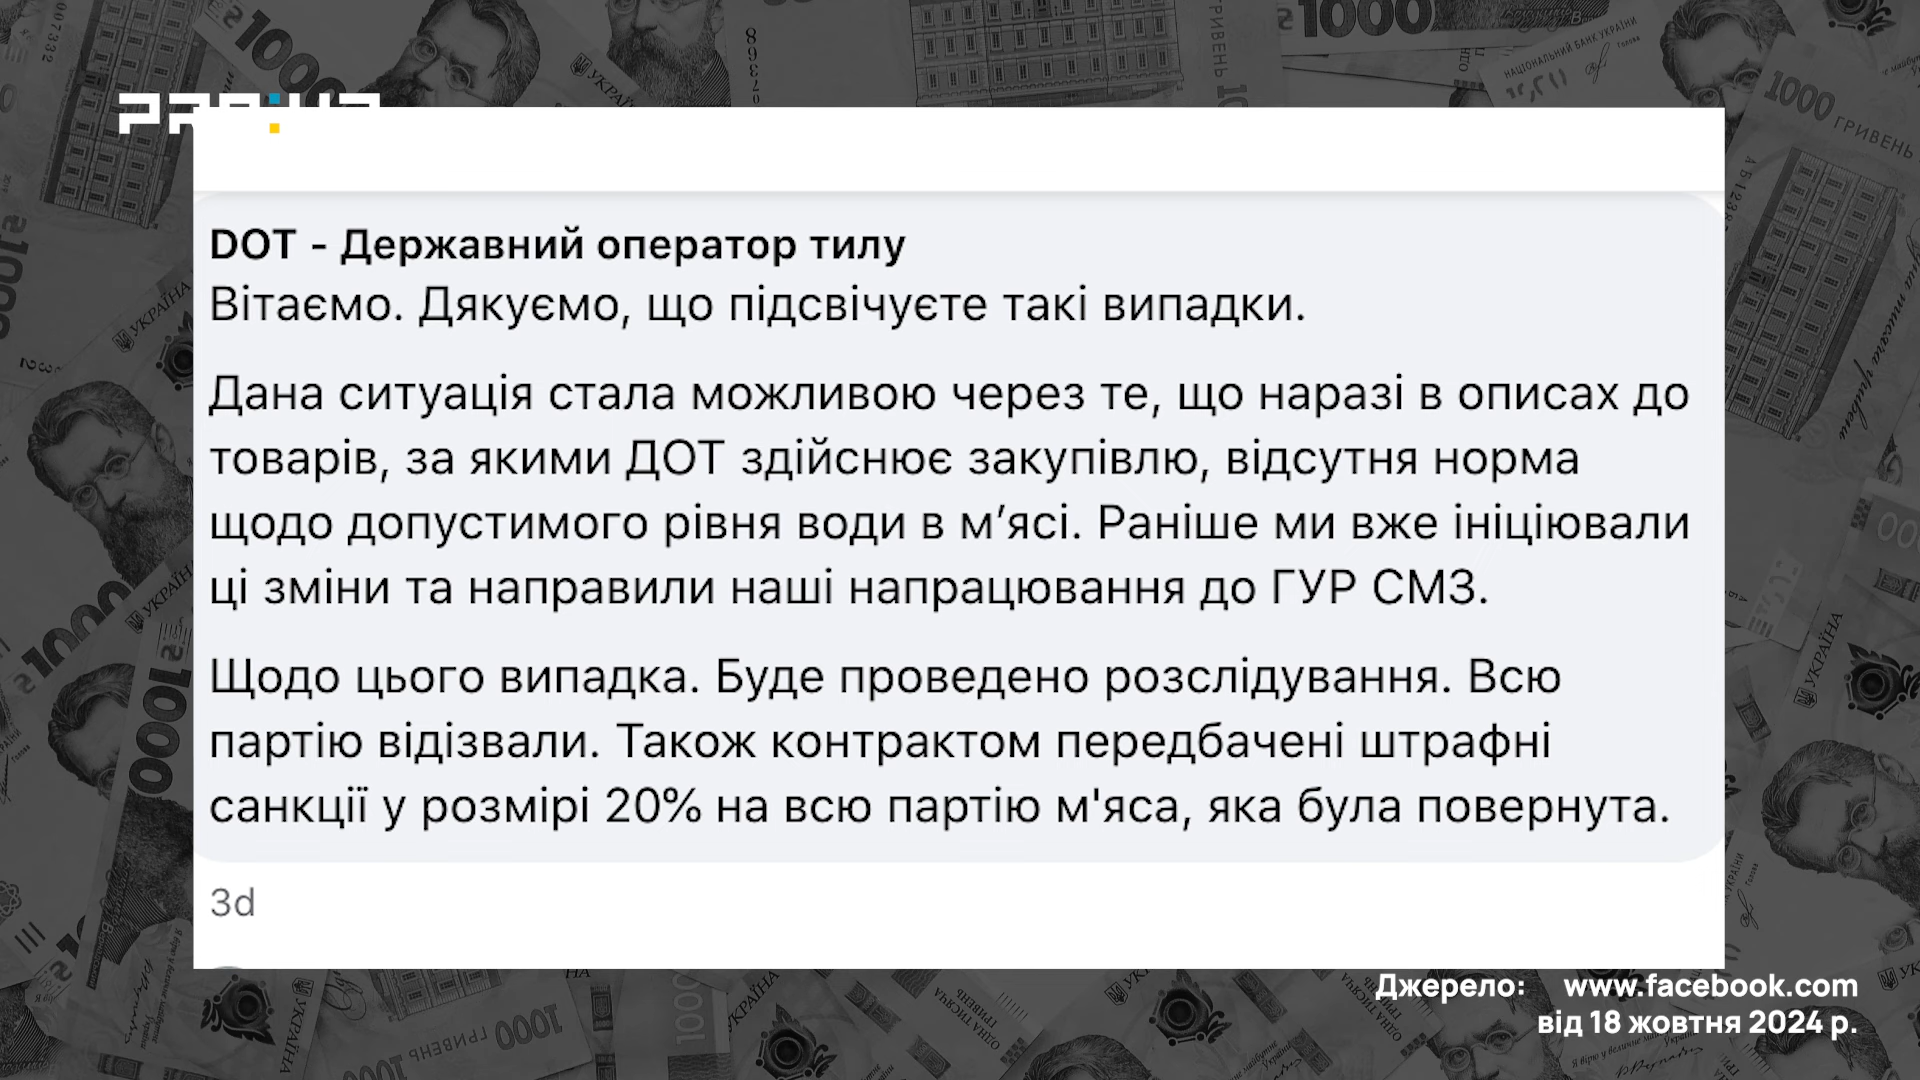 DOT - Державний оператор тилу
Вітаємо. Дякуємо, що підсвічуєте такі випадки.
Дана ситуація стала можливою через те, що наразі в описах до
товарів, за якими ДОТ здійснює закупівлю, відсутня норма
щодо допустимого рівня води в м’ясі. Раніше ми вже ініціювали
ці зміни та направили наші напрацювання до ГУР СМЗ.
Щодо цього випадка. Буде проведено розслідування. Всю
партію відізвали. Також контрактом передбачені штрафні
санкції у розмірі 20% на всю партію м'яса, яка була повернута.
3d
Джерело: www.facebook.com
від 18 жовтня 2024 р.